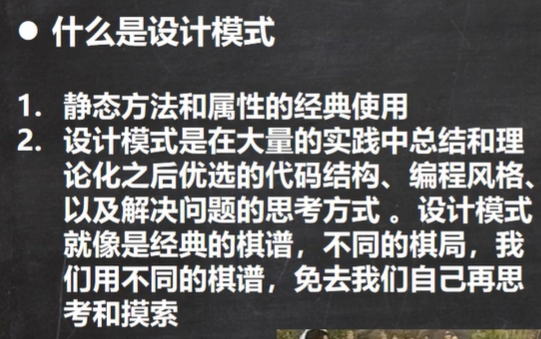 ● 什么是设计模式
1. 静态方法和属性的经典使用
2. 设计模式是在大量的实践中总结和理
论化之后优选的代码结构、编程风格、
以及解决问题的思考方式 。设计模式
就像是经典的棋谱，不同的棋局，我
们用不同的棋谱，免去我们自己再思
考和摸索